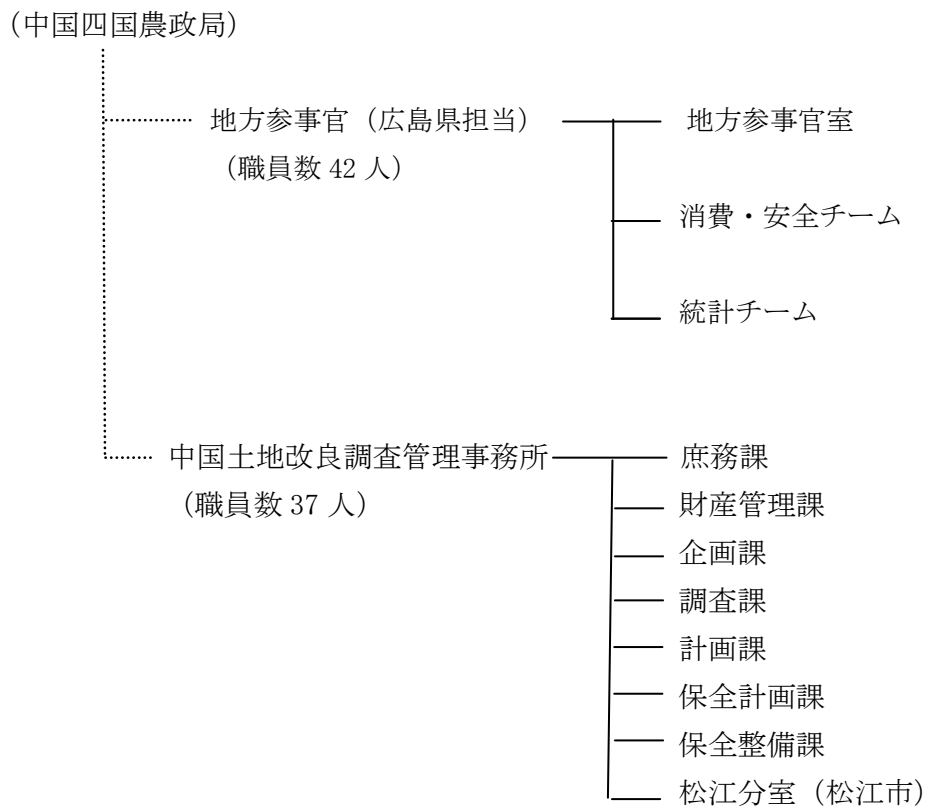 (中国四国農政局)
地方参事官（広島県担当） 地方参事官室
（職員数 42 人）
消費・安全チーム
統計チーム
中国土地改良調査管理事務所 庶務課
（職員数 37 人） 財産管理課
企画課
調査課
計画課
保全計画課
保全整備課
松江分室（松江市）